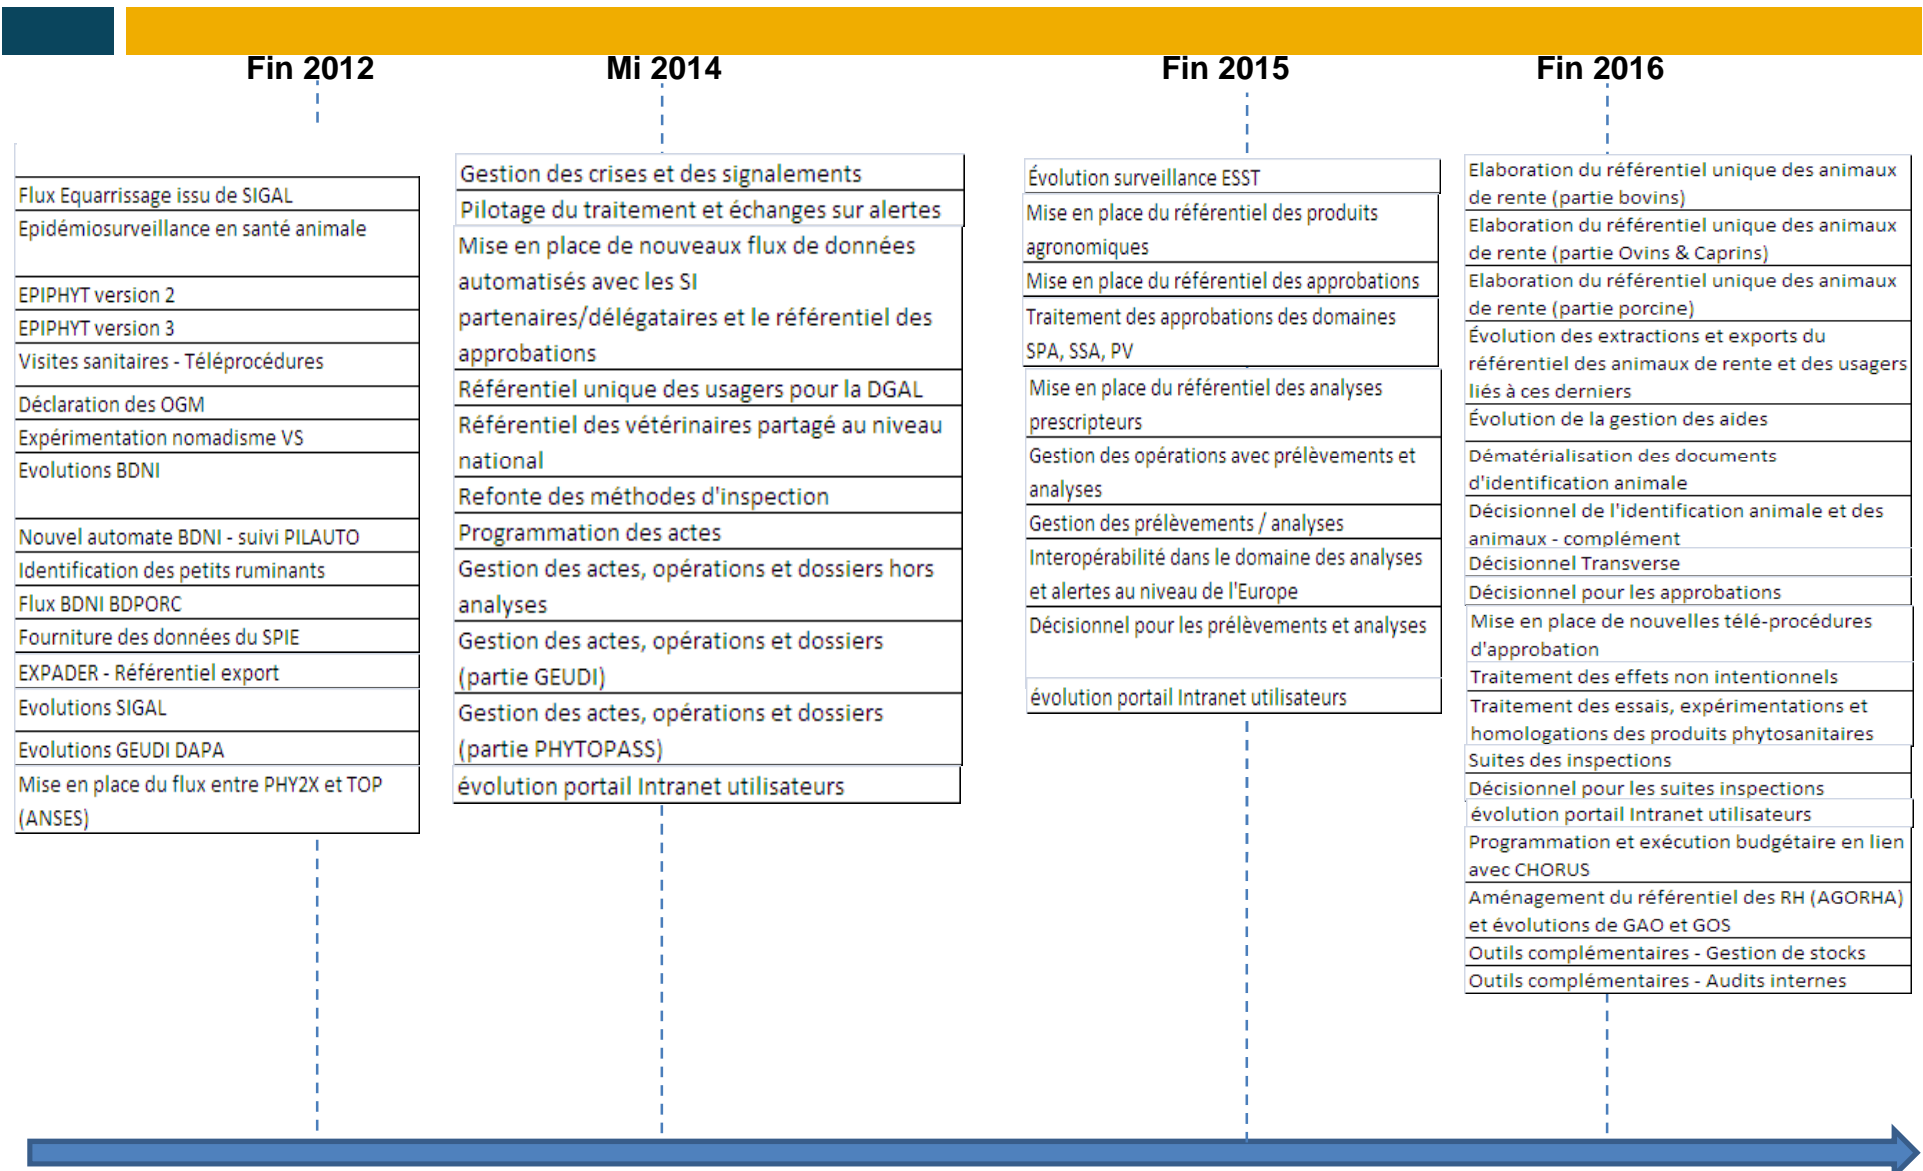 Fin 2012
Mi 2014
Fin 2015
Fin 2016
Flux Equarrissage issu de SIGAL
Epidémiosurveillance en santé animale
EPIPHYT version 2
EPIPHYT version 3
Visites sanitaires - Téléprocédures
Déclaration des OGM
Expérimentation nomadisme VS
Evolutions BDNI
Nouvel automate BDNI - suivi PILAUTO
Identification des petits ruminants
Flux BDNI BDPORC
Fourniture des données du SPIE
EXPADER - Référentiel export
Evolutions SIGAL
Evolutions GEUDI DAPA
Mise en place du flux entre PHY2X et TOP
(ANSES)
Gestion des crises et des signalements
Pilotage du traitement et échanges sur alertes
Mise en place de nouveaux flux de données
automatisés avec les SI
partenaires/délégataires et le référentiel des
approbations
Référentiel unique des usagers pour la DGAL
Référentiel des vétérinaires partagé au niveau
national
Refonte des méthodes d'inspection
Programmation des actes
Gestion des actes, opérations et dossiers hors
analyses
Gestion des actes, opérations et dossiers
(partie GEUDI)
Gestion des actes, opérations et dossiers
(partie PHYTOPASS)
évolution portail Intranet utilisateurs
Évolution surveillance ESST
Mise en place du référentiel des produits
agronomiques
Mise en place du référentiel des approbations
Traitement des approbations des domaines
SPA, SSA, PV
Mise en place du référentiel des analyses
prescripteurs
Gestion des opérations avec prélèvements et
analyses
Gestion des prélèvements / analyses
Interopérabilité dans le domaine des analyses
et alertes au niveau de l'Europe
Décisionnel pour les prélèvements et analyses
évolution portail Intranet utilisateurs
Elaboration du référentiel unique des animaux
de rente (partie bovins)
Elaboration du référentiel unique des animaux
de rente (partie Ovins & Caprins)
Elaboration du référentiel unique des animaux
de rente (partie porcine)
Évolution des extractions et exports du
référentiel des animaux de rente et des usagers
liés à ces derniers
Évolution de la gestion des aides
Dématérialisation des documents
d'identification animale
Décisionnel de l'identification animale et des
animaux - complément
Décisionnel Transverse
Décisionnel pour les approbations
Mise en place de nouvelles télé-procédures
d'approbation
Traitement des effets non intentionnels
Traitement des essais, expérimentations et
homologations des produits phytosanitaires
Suites des inspections
Décisionnel pour les suites inspections
évolution portail Intranet utilisateurs
Programmation et exécution budgétaire en lien
avec CHORUS
Aménagement du référentiel des RH (AGORHA)
et évolutions de GAO et GOS
Outils complémentaires - Gestion de stocks
Outils complémentaires - Audits internes